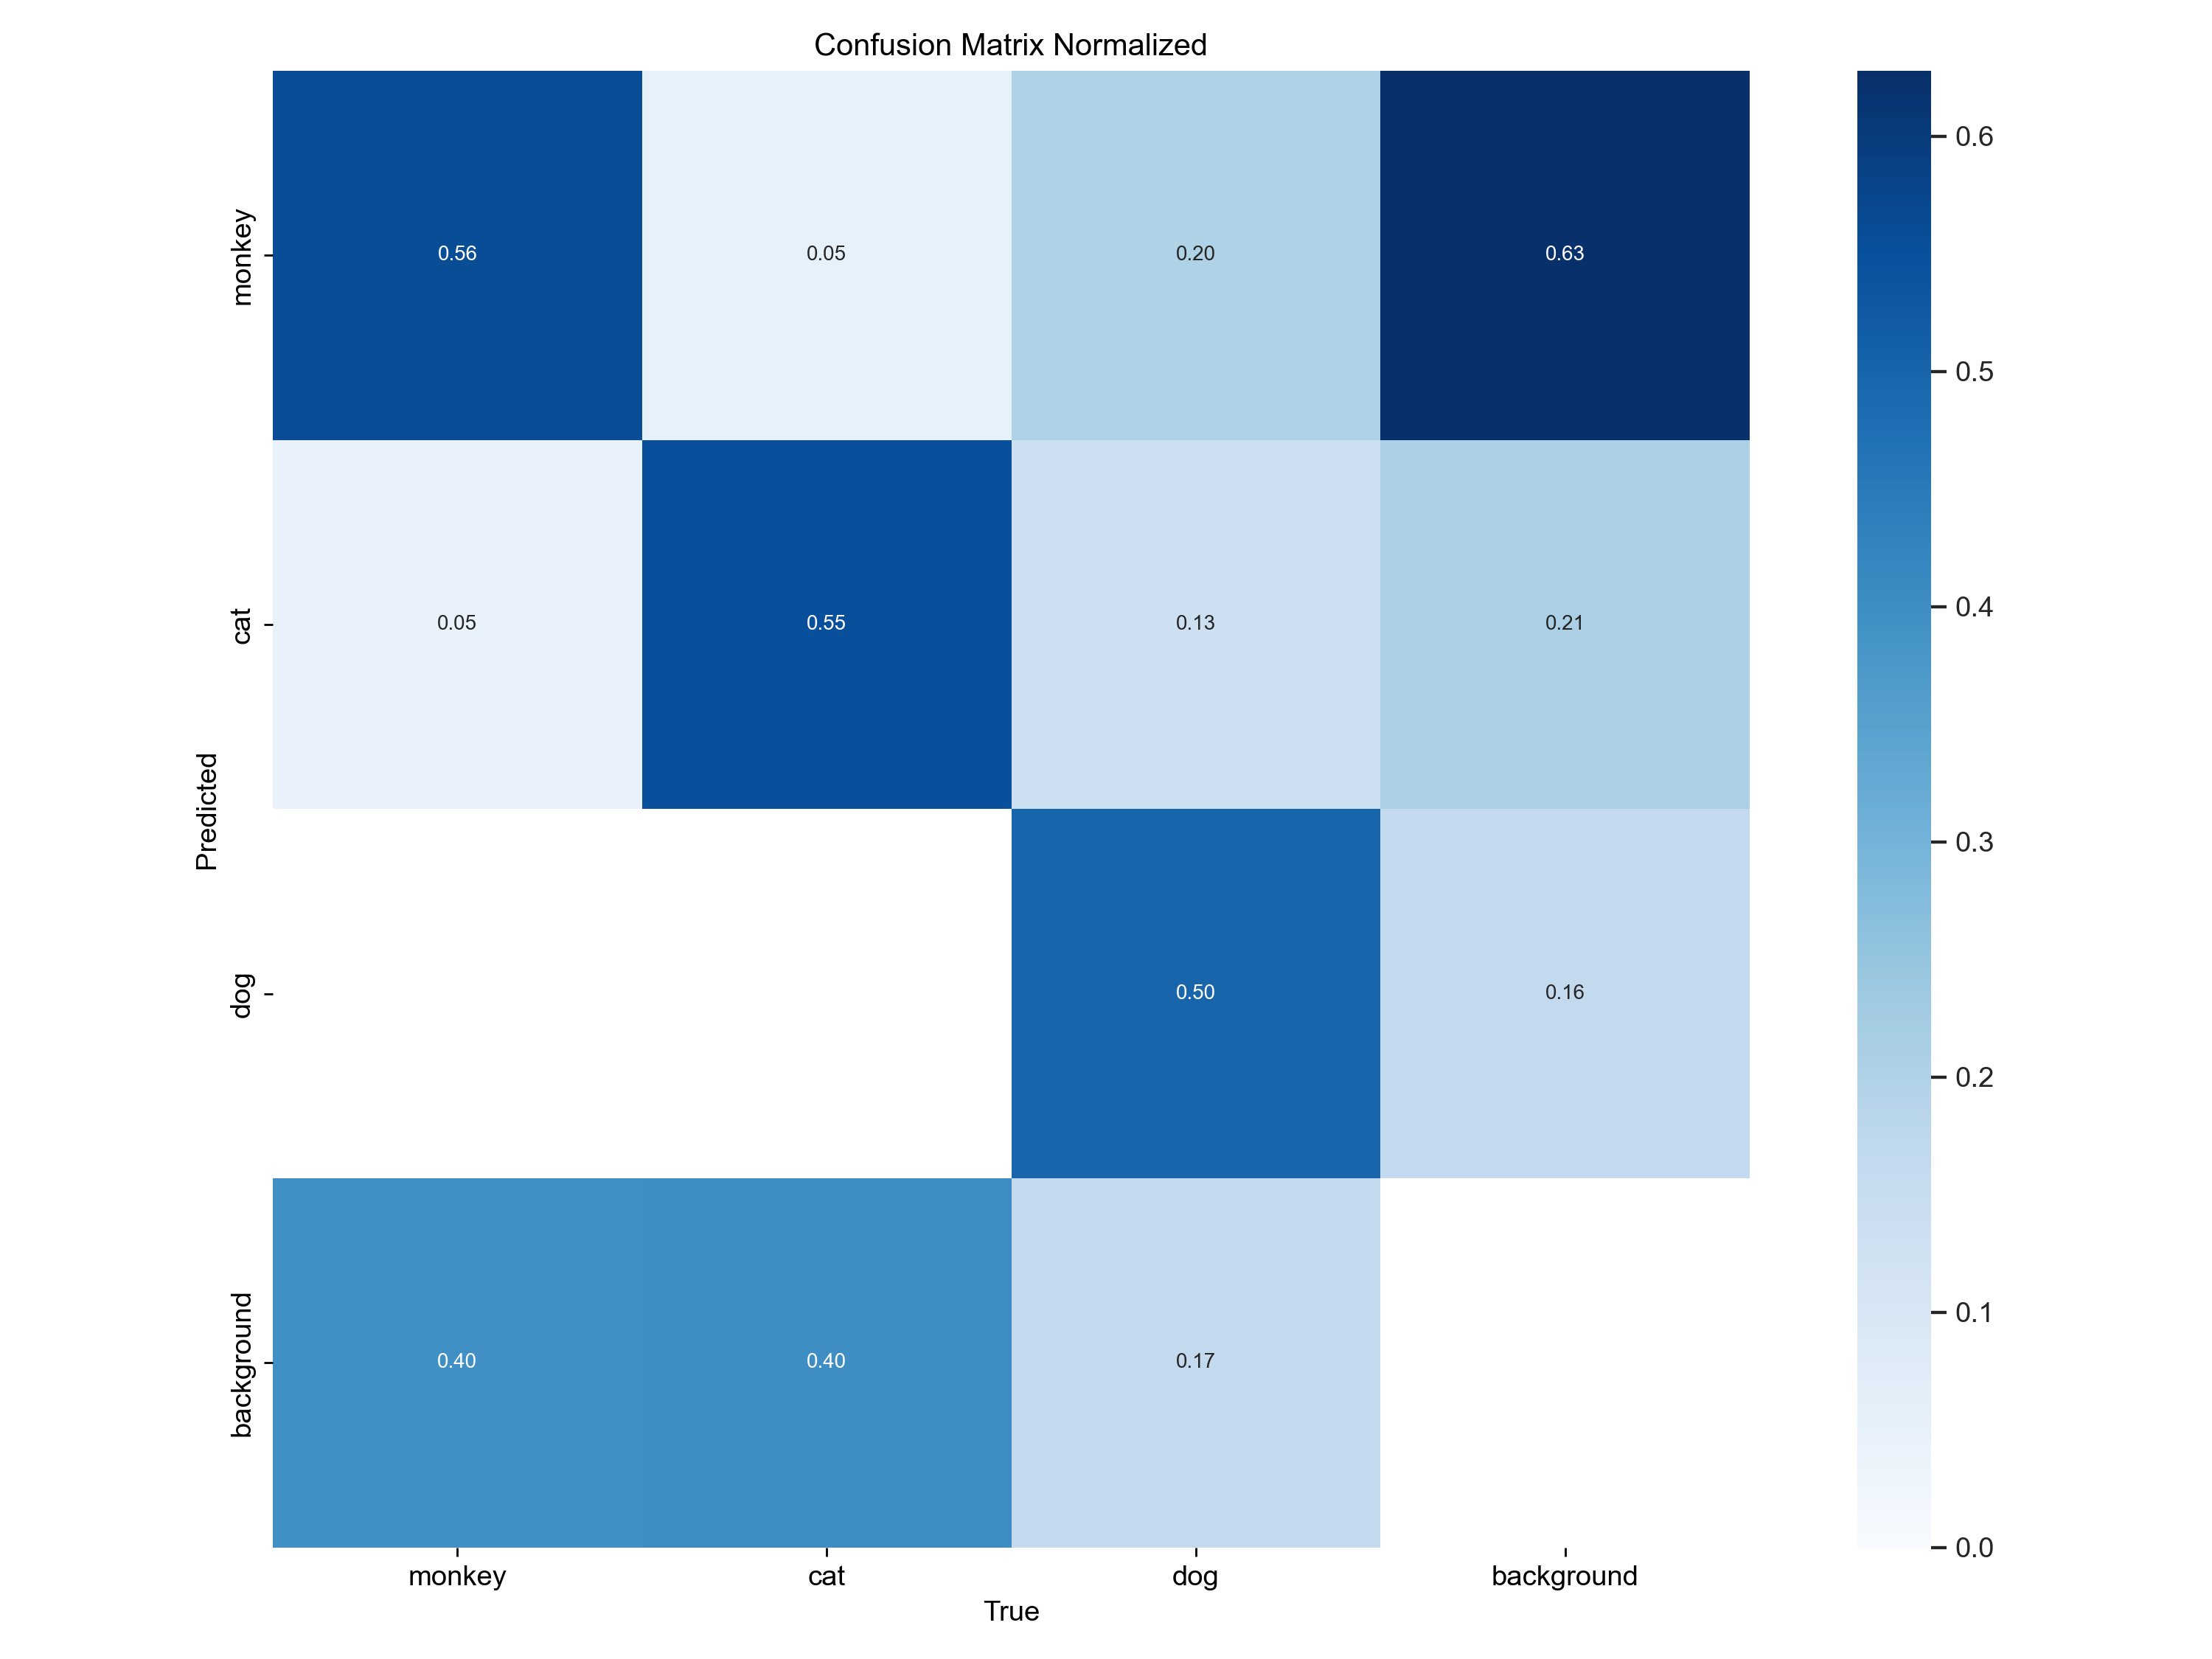 Confusion Matrix Normalized
monkey
0.56 0.05 0.20 0.63
cat
0.05 0.55 0.13 0.21
dog
0.50 0.16
background
0.40 0.40 0.17
Predicted
monkey cat dog background
True
0.6
0.5
0.4
0.3
0.2
0.1
0.0